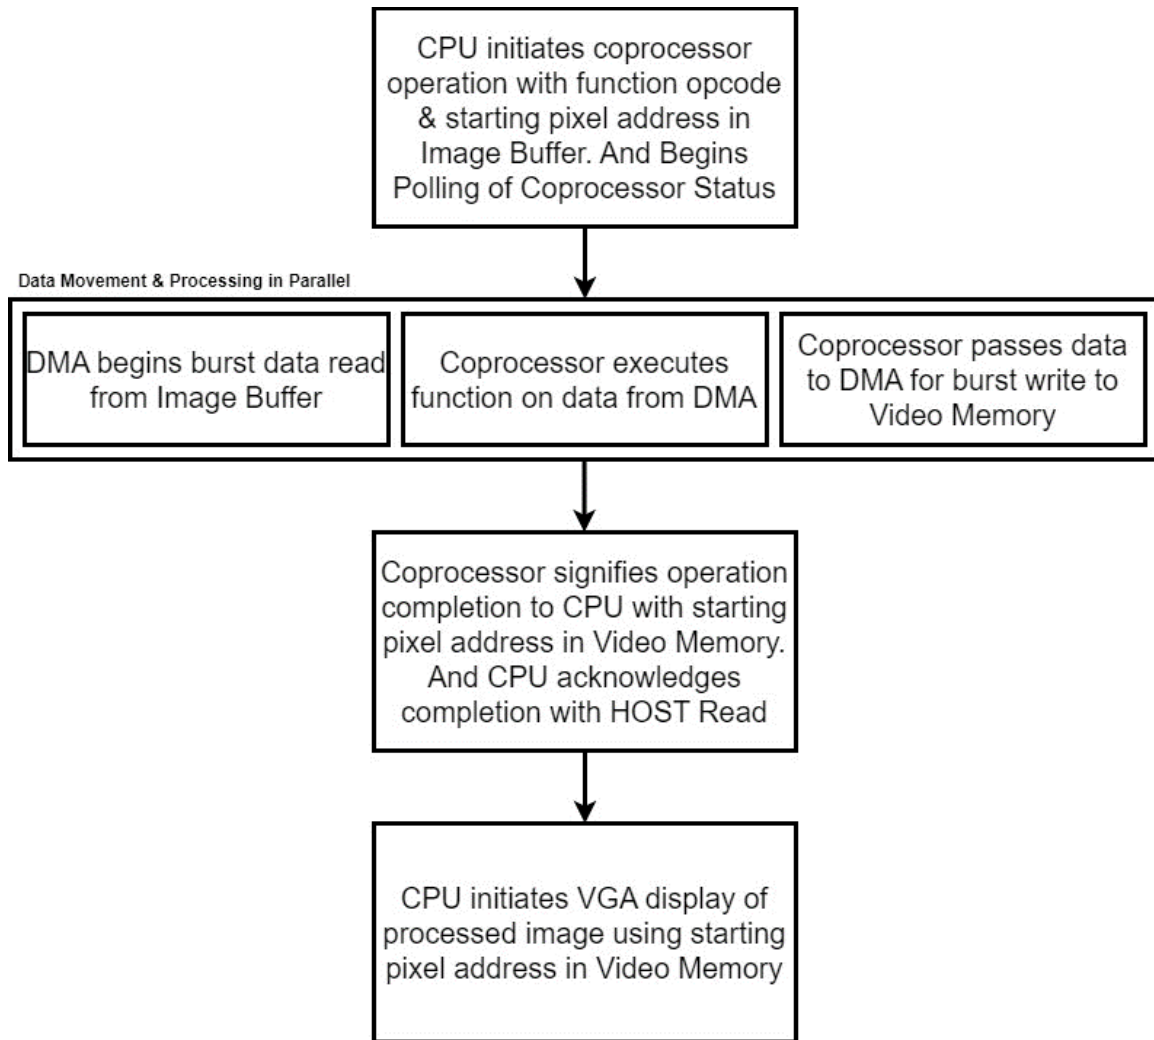 CPU initiates coprocessor
operation with function opcode
& starting pixel address in
Image Buffer. And Begins
Polling of Coprocessor Status
Data Movement & Processing in Parallel
DMA begins burst data read
from Image Buffer
Coprocessor executes
function on data from DMA
Coprocessor passes data
to DMA for burst write to
Video Memory
Coprocessor signifies operation
completion to CPU with starting
pixel address in Video Memory.
And CPU acknowledges
completion with HOST Read
CPU initiates VGA display of
processed image using starting
pixel address in Video Memory